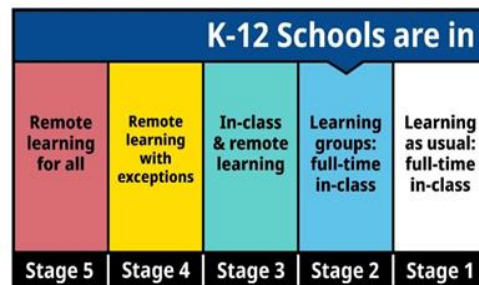 K-12 Schools are in
Remote
learning
for all
Remote
learning
with
exceptions
In-class
& remote
learning
Learning
groups:
full-time
in-class
Learning
as usual:
full-time
in-class
Stage 5
Stage 4
Stage 3
Stage 2
Stage 1